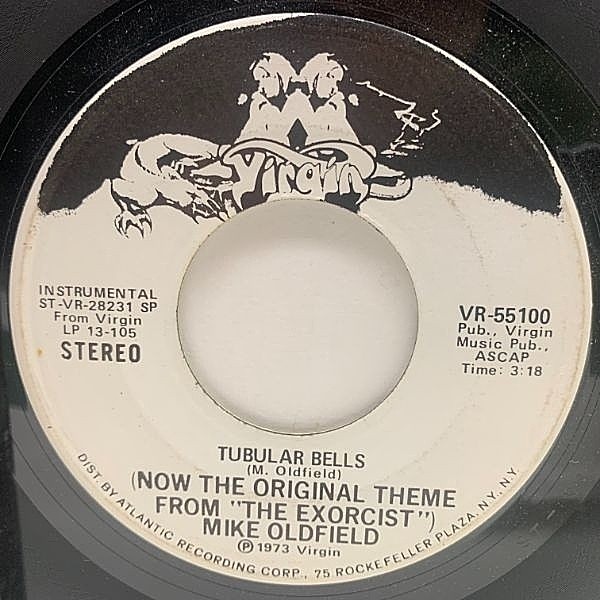 Virgin
INSTRUMENTAL
ST-VR-28231 SP
From Virgin
LP 13-105
STEREO
VR-55100
Pub., Virgin
Music Pub.,
ASCAP
Time: 3:18
TUBULAR BELLS
(M. Oldfield)
(NOW THE ORIGINAL THEME
FROM "THE EXORCIST")
MIKE OLDFIELD
Ⓟ 1973 Virgin
DIST. BY ATLANTIC RECORDING CORP., 75 ROCKEFELLER PLAZA, N.Y. N.Y.